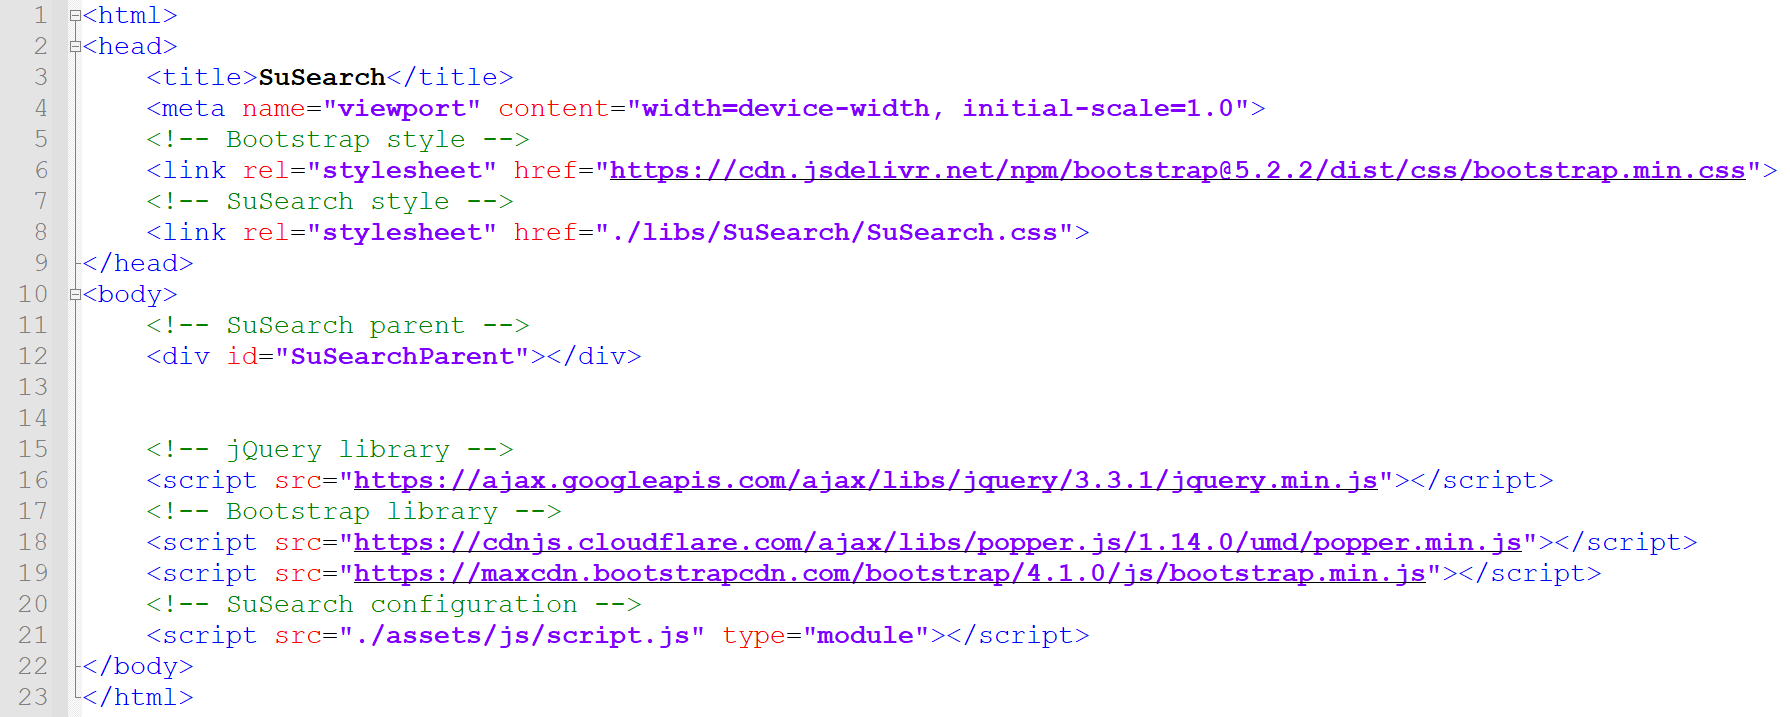 1 <html>
2 <head>
3 <title>SuSearch</title>
4 <meta name="viewport" content="width=device-width, initial-scale=1.0">
5 <!-- Bootstrap style -->
6 <link rel="stylesheet" href="https://cdn.jsdelivr.net/npm/bootstrap@5.2.2/dist/css/bootstrap.min.css">
7 <!-- SuSearch style -->
8 <link rel="stylesheet" href="./libs/SuSearch/SuSearch.css">
9 </head>
10 <body>
11 <!-- SuSearch parent -->
12 <div id="SuSearchParent"></div>
13
14
15 <!-- jQuery library -->
16 <script src="https://ajax.googleapis.com/ajax/libs/jquery/3.3.1/jquery.min.js"></script>
17 <!-- Bootstrap library -->
18 <script src="https://cdnjs.cloudflare.com/ajax/libs/popper.js/1.14.0/umd/popper.min.js"></script>
19 <script src="https://maxcdn.bootstrapcdn.com/bootstrap/4.1.0/js/bootstrap.min.js"></script>
20 <!-- SuSearch configuration -->
21 <script src="./assets/js/script.js" type="module"></script>
22 </body>
23 </html>